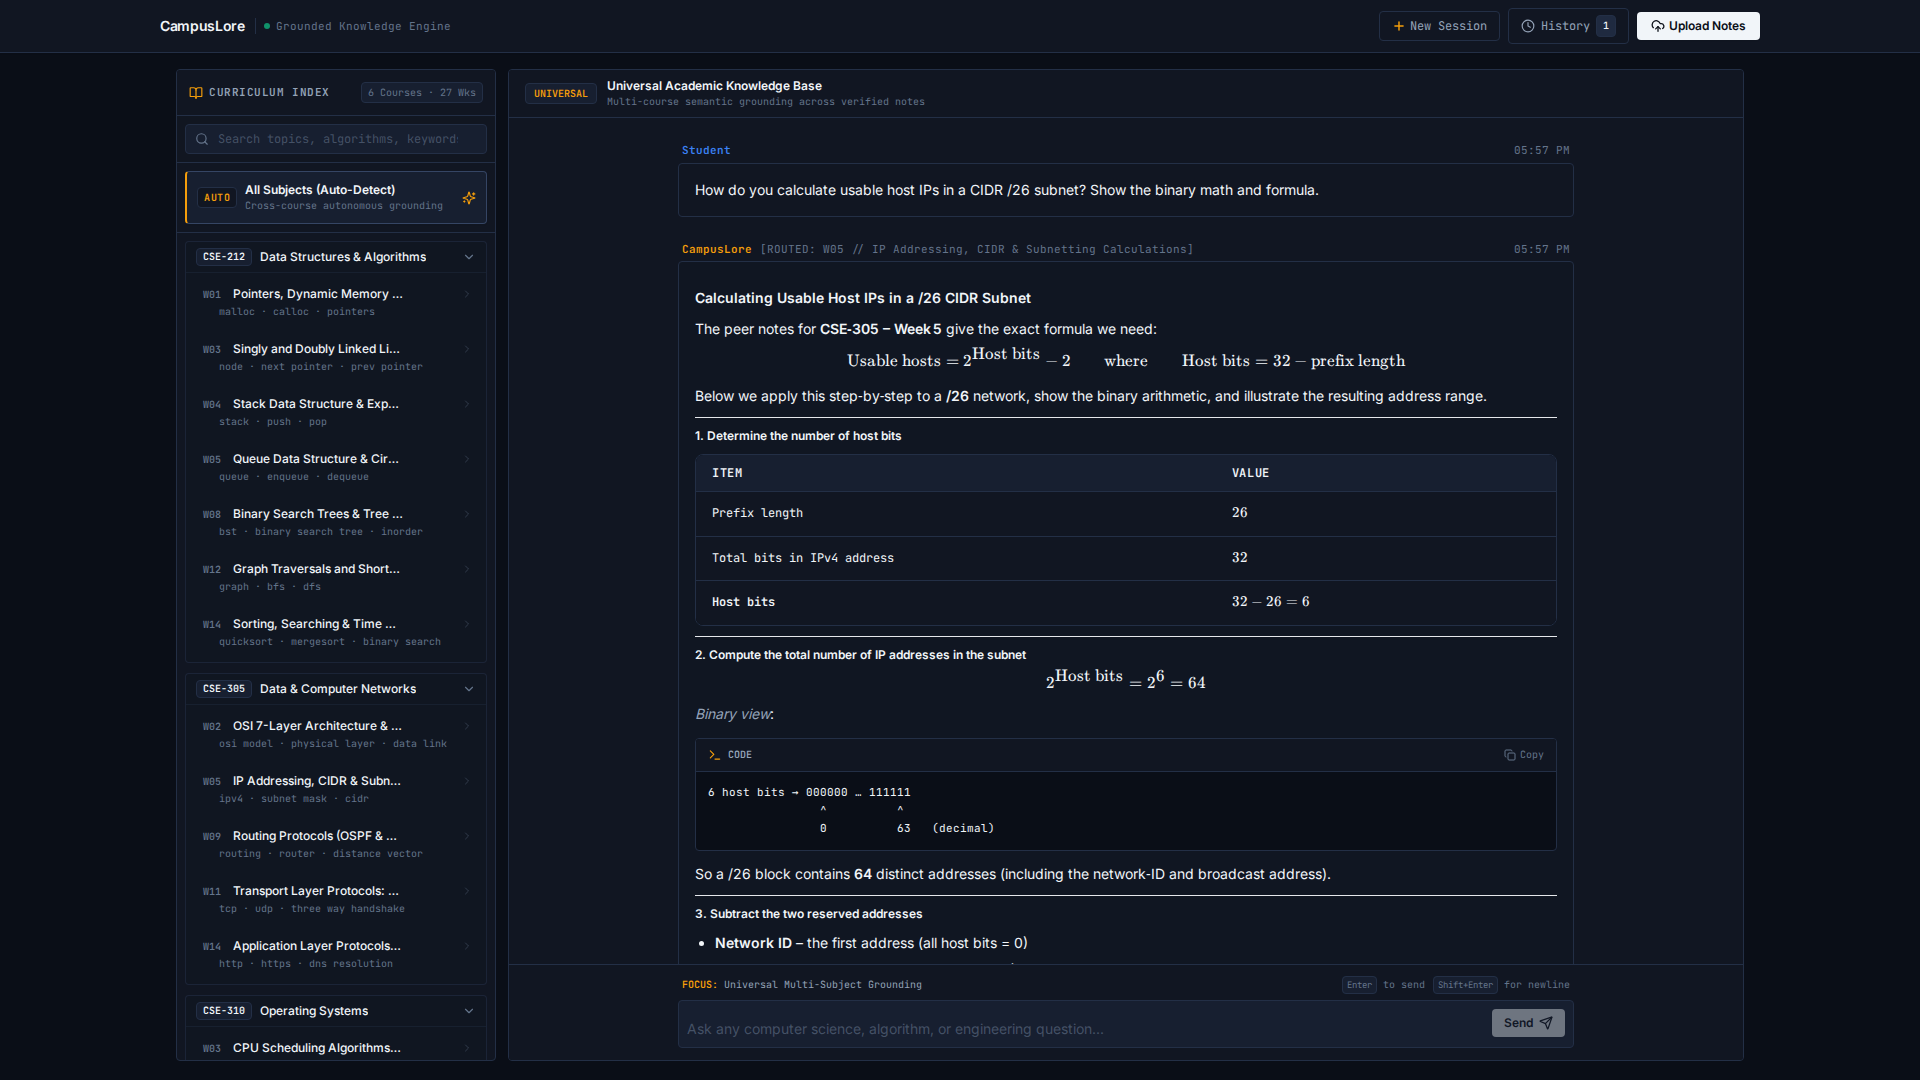 CampusLore
Grounded Knowledge Engine
New Session
History 1
Upload Notes
CURRICULUM INDEX
6 Courses · 27 Wks
Search topics, algorithms, keywords
AUTO
All Subjects (Auto-Detect)
Cross-course autonomous grounding
CSE-212 Data Structures & Algorithms
W01 Pointers, Dynamic Memory ...
malloc · calloc · pointers
W03 Singly and Doubly Linked Li...
node · next pointer · prev pointer
W04 Stack Data Structure & Exp...
stack · push · pop
W05 Queue Data Structure & Cir...
queue · enqueue · dequeue
W08 Binary Search Trees & Tree ...
bst · binary search tree · inorder
W12 Graph Traversals and Short...
graph · bfs · dfs
W14 Sorting, Searching & Time ...
quicksort · mergesort · binary search
CSE-305 Data & Computer Networks
W02 OSI 7-Layer Architecture & ...
osi model · physical layer · data link
W05 IP Addressing, CIDR & Subn...
ipv4 · subnet mask · cidr
W09 Routing Protocols (OSPF & ...
routing · router · distance vector
W11 Transport Layer Protocols: ...
tcp · udp · three way handshake
W14 Application Layer Protocols...
http · https · dns resolution
CSE-310 Operating Systems
W03 CPU Scheduling Algorithms...
UNIVERSAL
Universal Academic Knowledge Base
Multi-course semantic grounding across verified notes
Student 05:57 PM
How do you calculate usable host IPs in a CIDR /26 subnet? Show the binary math and formula.
CampusLore [ROUTED: W05 // IP Addressing, CIDR & Subnetting Calculations] 05:57 PM
Calculating Usable Host IPs in a /26 CIDR Subnet
The peer notes for CSE‑305 – Week 5 give the exact formula we need:
Usable hosts = 2^Host bits − 2 where Host bits = 32 − prefix length
Below we apply this step‑by‑step to a /26 network, show the binary arithmetic, and illustrate the resulting address range.
1. Determine the number of host bits
ITEM VALUE
Prefix length 26
Total bits in IPv4 address 32
Host bits 32 − 26 = 6
2. Compute the total number of IP addresses in the subnet
2^Host bits = 2^6 = 64
Binary view:
CODE
Copy
6 host bits → 000000 … 111111
^ ^
0 63 (decimal)
So a /26 block contains 64 distinct addresses (including the network‑ID and broadcast address).
3. Subtract the two reserved addresses
• Network ID – the first address (all host bits = 0)
FOCUS: Universal Multi-Subject Grounding
Enter to send Shift+Enter for newline
Ask any computer science, algorithm, or engineering question...
Send